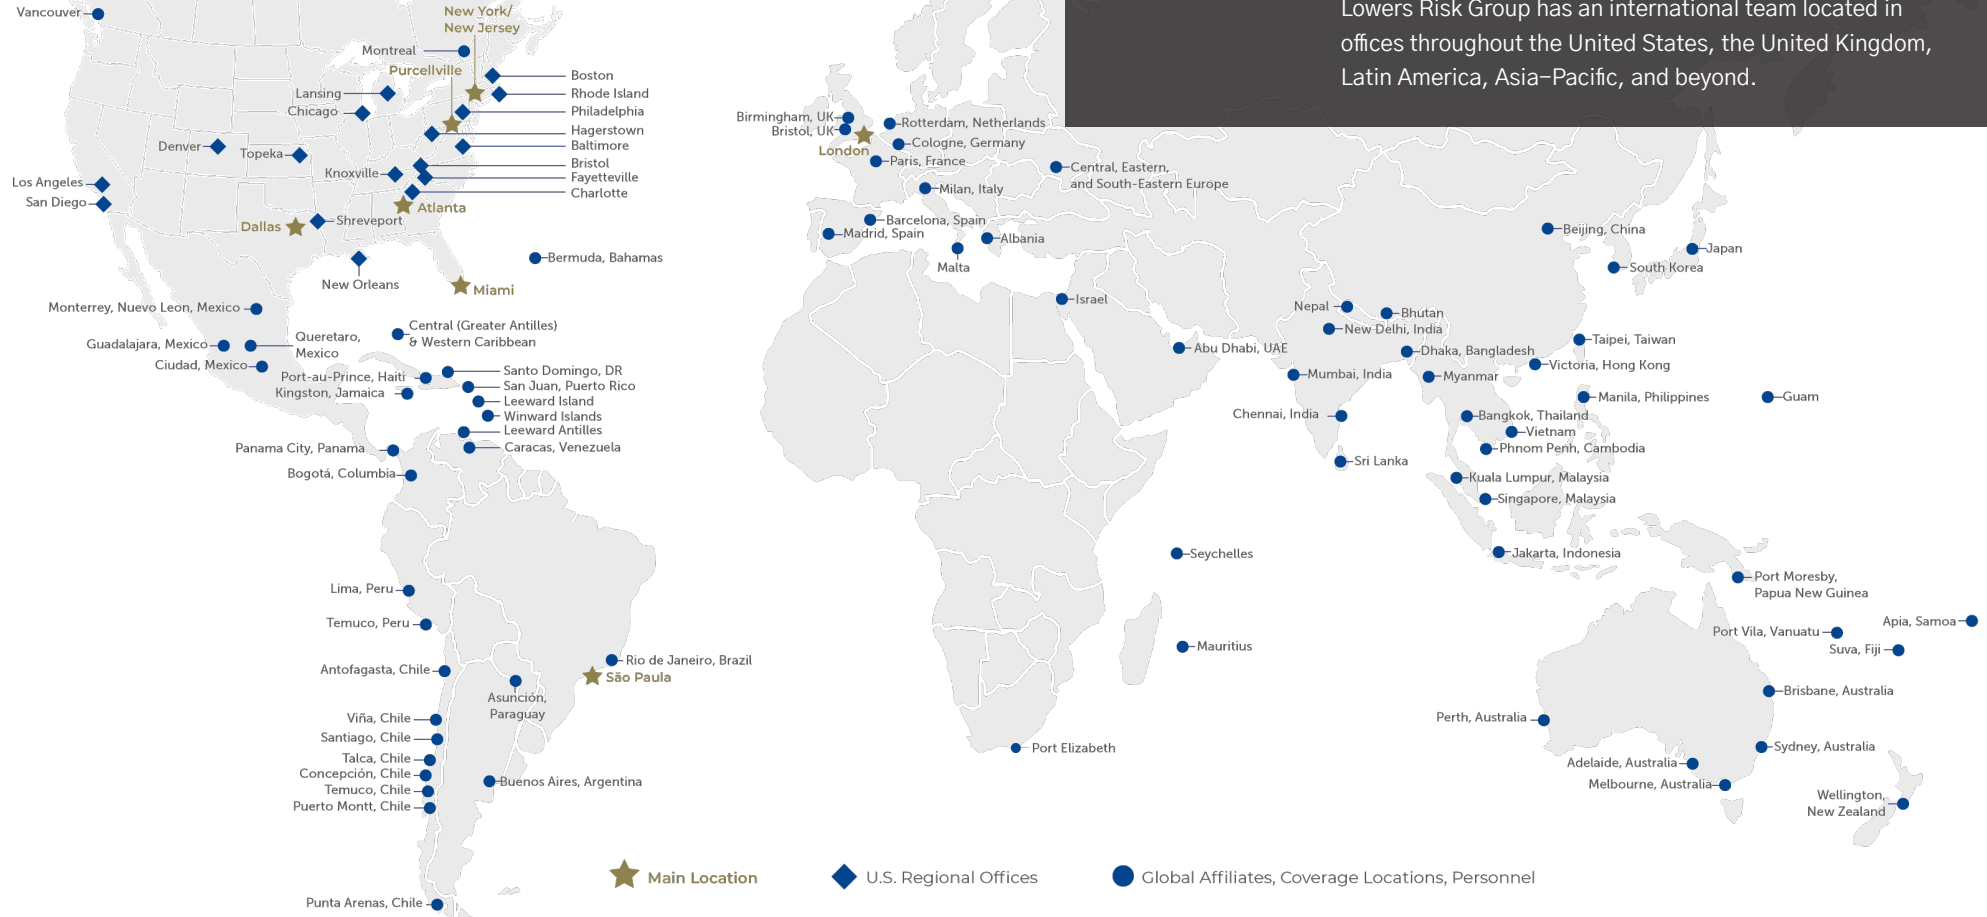 Lowers Risk Group has an international team located in
offices throughout the United States, the United Kingdom,
Latin America, Asia–Pacific, and beyond.
Vancouver
New York/
New Jersey
Montreal
Purcellville
Boston
Lansing
Rhode Island
Chicago
Philadelphia
Hagerstown
Denver
Topeka
Baltimore
Bristol
Knoxville
Fayetteville
Los Angeles
Charlotte
San Diego
Atlanta
Dallas
Shreveport
Bermuda, Bahamas
New Orleans
Miami
Monterrey, Nuevo Leon, Mexico
Central (Greater Antilles)
& Western Caribbean
Guadalajara, Mexico
Queretaro,
Mexico
Ciudad, Mexico
Santo Domingo, DR
Port-au-Prince, Haiti
San Juan, Puerto Rico
Kingston, Jamaica
Leeward Island
Winward Islands
Leeward Antilles
Panama City, Panama
Caracas, Venezuela
Bogotá, Columbia
Lima, Peru
Temuco, Peru
Antofagasta, Chile
Rio de Janeiro, Brazil
São Paula
Asunción,
Paraguay
Viña, Chile
Santiago, Chile
Talca, Chile
Concepción, Chile
Temuco, Chile
Puerto Montt, Chile
Buenos Aires, Argentina
Punta Arenas, Chile
Birmingham, UK
Bristol, UK
London
Rotterdam, Netherlands
Cologne, Germany
Paris, France
Central, Eastern,
and South-Eastern Europe
Milan, Italy
Barcelona, Spain
Madrid, Spain
Albania
Malta
Israel
Abu Dhabi, UAE
Seychelles
Mauritius
Port Elizabeth
Beijing, China
Japan
South Korea
Nepal
Bhutan
New Delhi, India
Taipei, Taiwan
Dhaka, Bangladesh
Victoria, Hong Kong
Mumbai, India
Myanmar
Manila, Philippines
Guam
Chennai, India
Bangkok, Thailand
Vietnam
Phnom Penh, Cambodia
Sri Lanka
Kuala Lumpur, Malaysia
Singapore, Malaysia
Jakarta, Indonesia
Port Moresby,
Papua New Guinea
Apia, Samoa
Port Vila, Vanuatu
Suva, Fiji
Brisbane, Australia
Perth, Australia
Sydney, Australia
Adelaide, Australia
Melbourne, Australia
Wellington,
New Zealand
Main Location
U.S. Regional Offices
Global Affiliates, Coverage Locations, Personnel